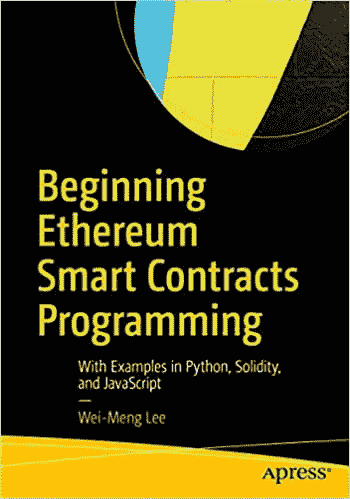 Beginning
Ethereum
Smart Contracts
Programming
With Examples in Python, Solidity,
and JavaScript
—
Wei-Meng Lee
Apress®